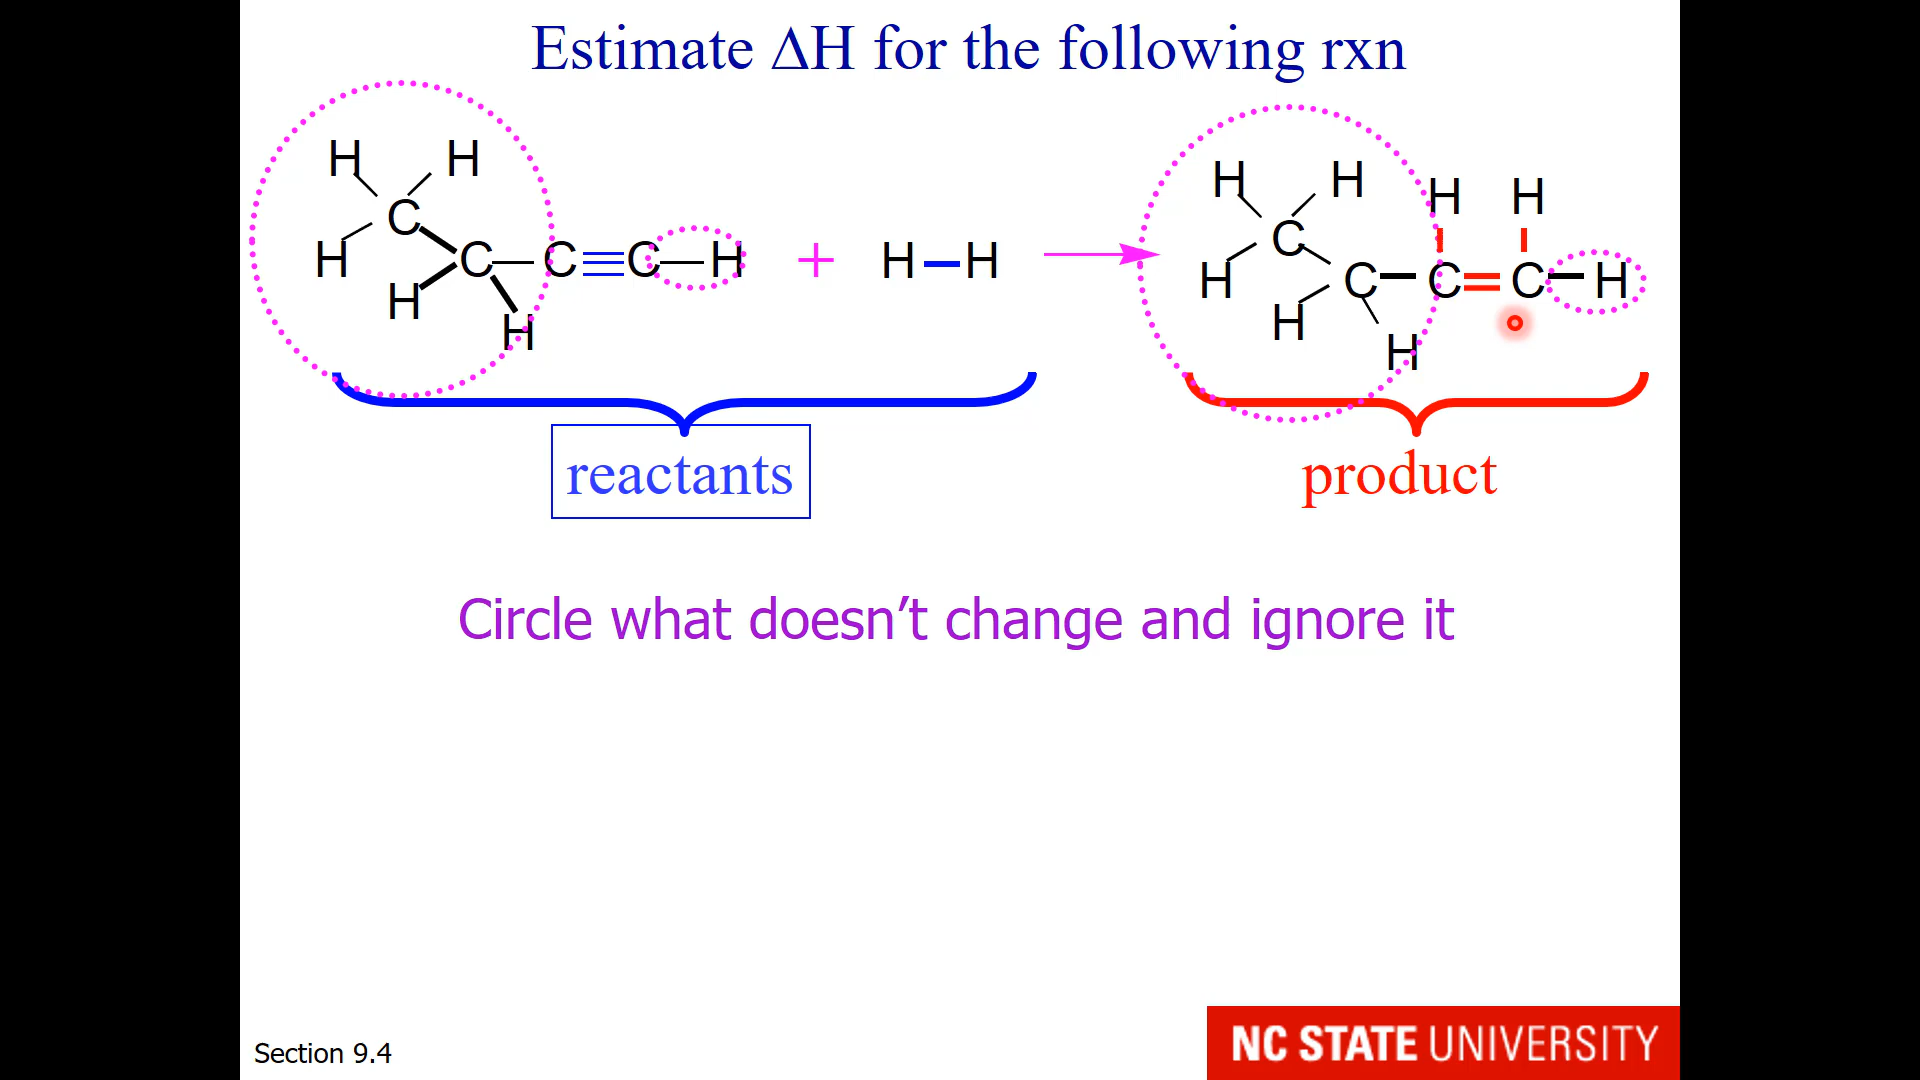 Estimate ΔH for the following rxn
H H
C
H C — C ≡ C — H + H — H
H
H
H H H H
C
H C — C = C — H
H
H
reactants
product
Circle what doesn’t change and ignore it
Section 9.4
NC STATE UNIVERSITY